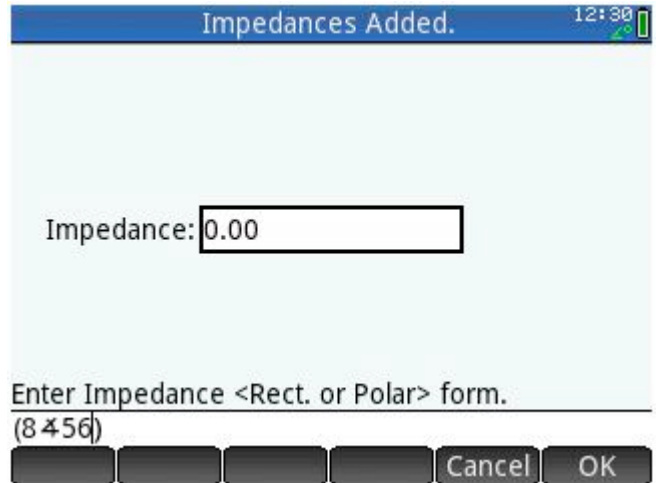 Impedances Added.
12:30
∡°
Impedance: 0.00
Enter Impedance <Rect. or Polar> form.
(8∡56)
Cancel OK